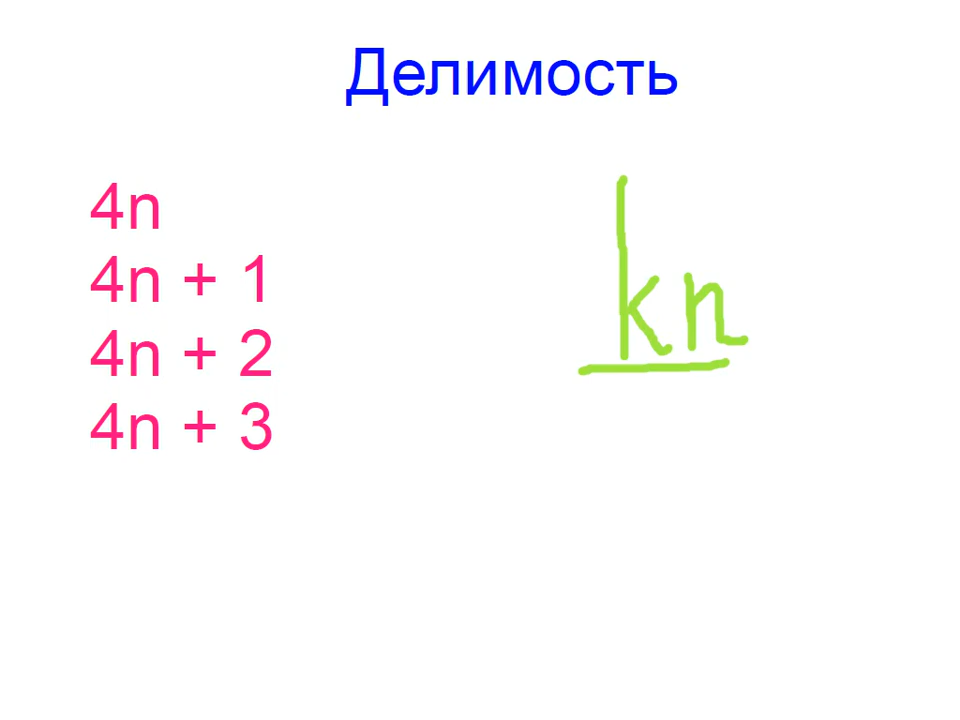 Делимость
4n
4n + 1
4n + 2
4n + 3
kn